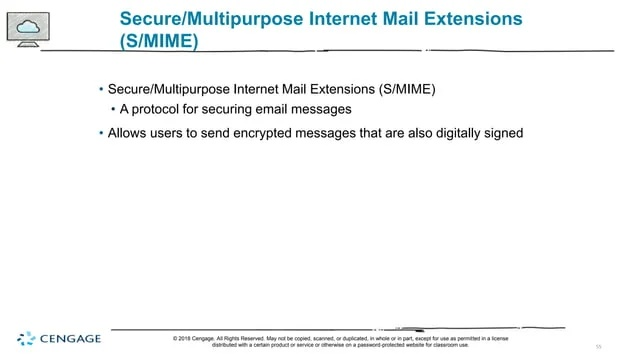 Secure/Multipurpose Internet Mail Extensions
(S/MIME)
• Secure/Multipurpose Internet Mail Extensions (S/MIME)
• A protocol for securing email messages
• Allows users to send encrypted messages that are also digitally signed
CENGAGE
© 2018 Cengage. All Rights Reserved. May not be copied, scanned, or duplicated, in whole or in part, except for use as permitted in a license
distributed with a certain product or service or otherwise on a password-protected website for classroom use.
55